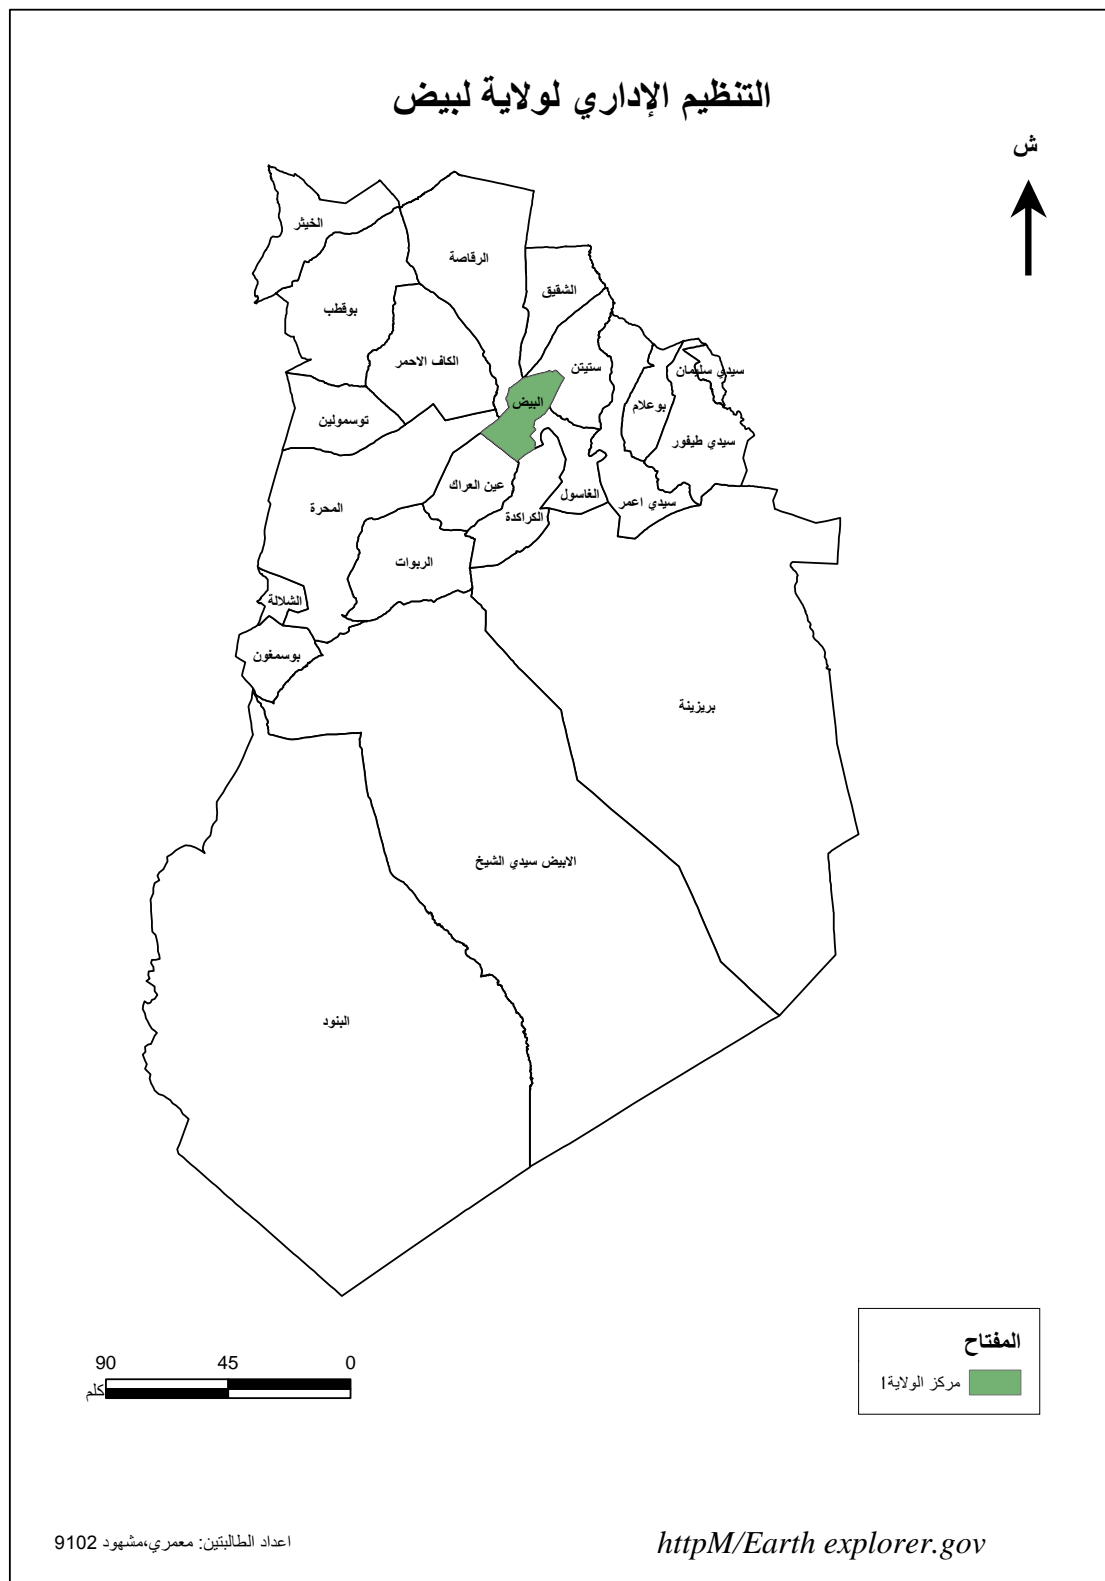 التنظيم الإداري لولاية لبيض
ش
الخيثر
الرقاصة
الشقيق
بوقطب
الكاف الاحمر
ستيتن
سيدي سليمان
البيض
بوعلام
توسمولين
سيدي طيفور
عين العراك
الغاسول
سيدي اعمر
المحرة
الكراكدة
الربوات
الشلالة
بوسمغون
بريزينة
الابيض سيدي الشيخ
البنود
المفتاح
مركز الولاية1
90 45 0
كلم
اعداد الطالبتين: معمري،مشهود 9102
httpM/Earth explorer.gov